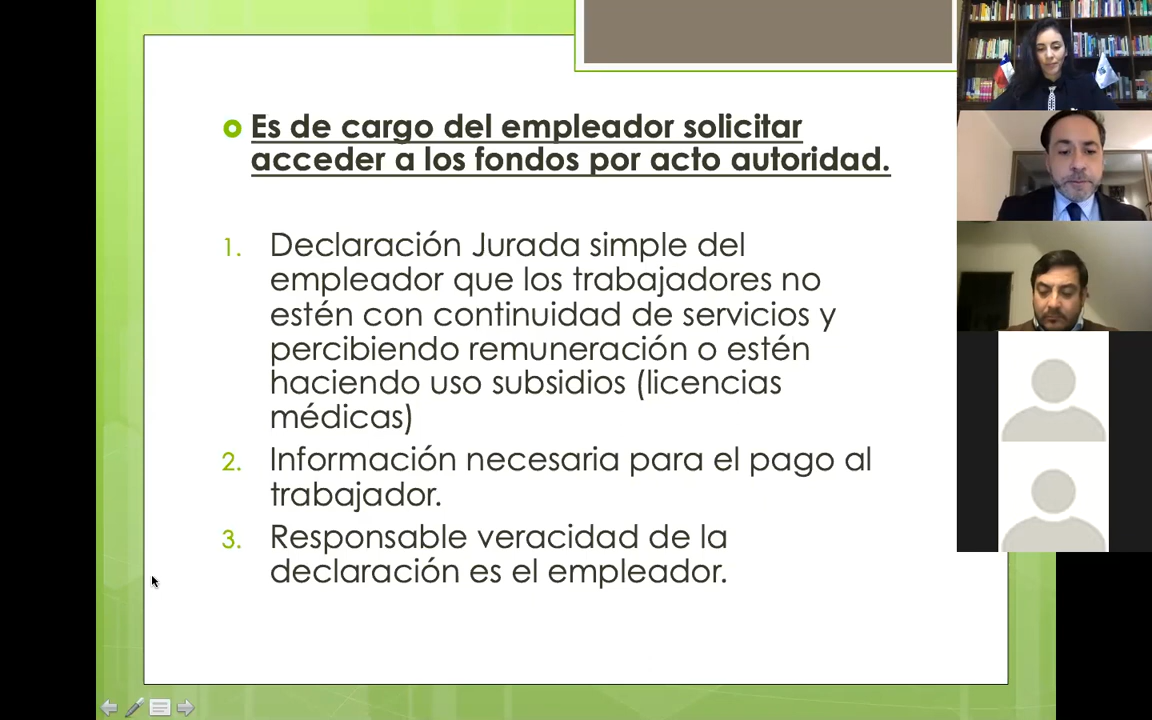 Es de cargo del empleador solicitar
acceder a los fondos por acto autoridad.
1. Declaración Jurada simple del
empleador que los trabajadores no
estén con continuidad de servicios y
percibiendo remuneración o estén
haciendo uso subsidios (licencias
médicas)
2. Información necesaria para el pago al
trabajador.
3. Responsable veracidad de la
declaración es el empleador.